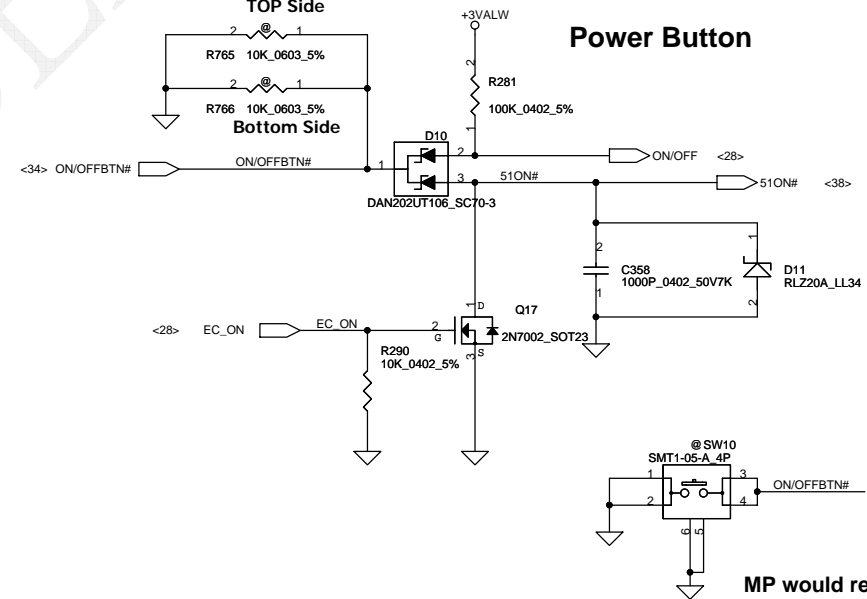 TOP Side
2 @ 1
R765 10K_0603_5%
2 @ 1
R766 10K_0603_5%
Bottom Side
+3VALW
Power Button
2
R281
100K_0402_5%
1
D10
<34> ON/OFFBTN#
ON/OFFBTN#
1
2
3
DAN202UT106_SC70-3
ON/OFF <28>
51ON#
51ON# <38>
2
C358
1000P_0402_50V7K
1
1
D11
RLZ20A_LL34
2
<28> EC_ON
EC_ON
R290
10K_0402_5%
1
D
2
G
Q17
2N7002_SOT23
3
S
@ SW10
SMT1-05-A_4P
1
2
3
4
ON/OFFBTN#
6
5
MP would re